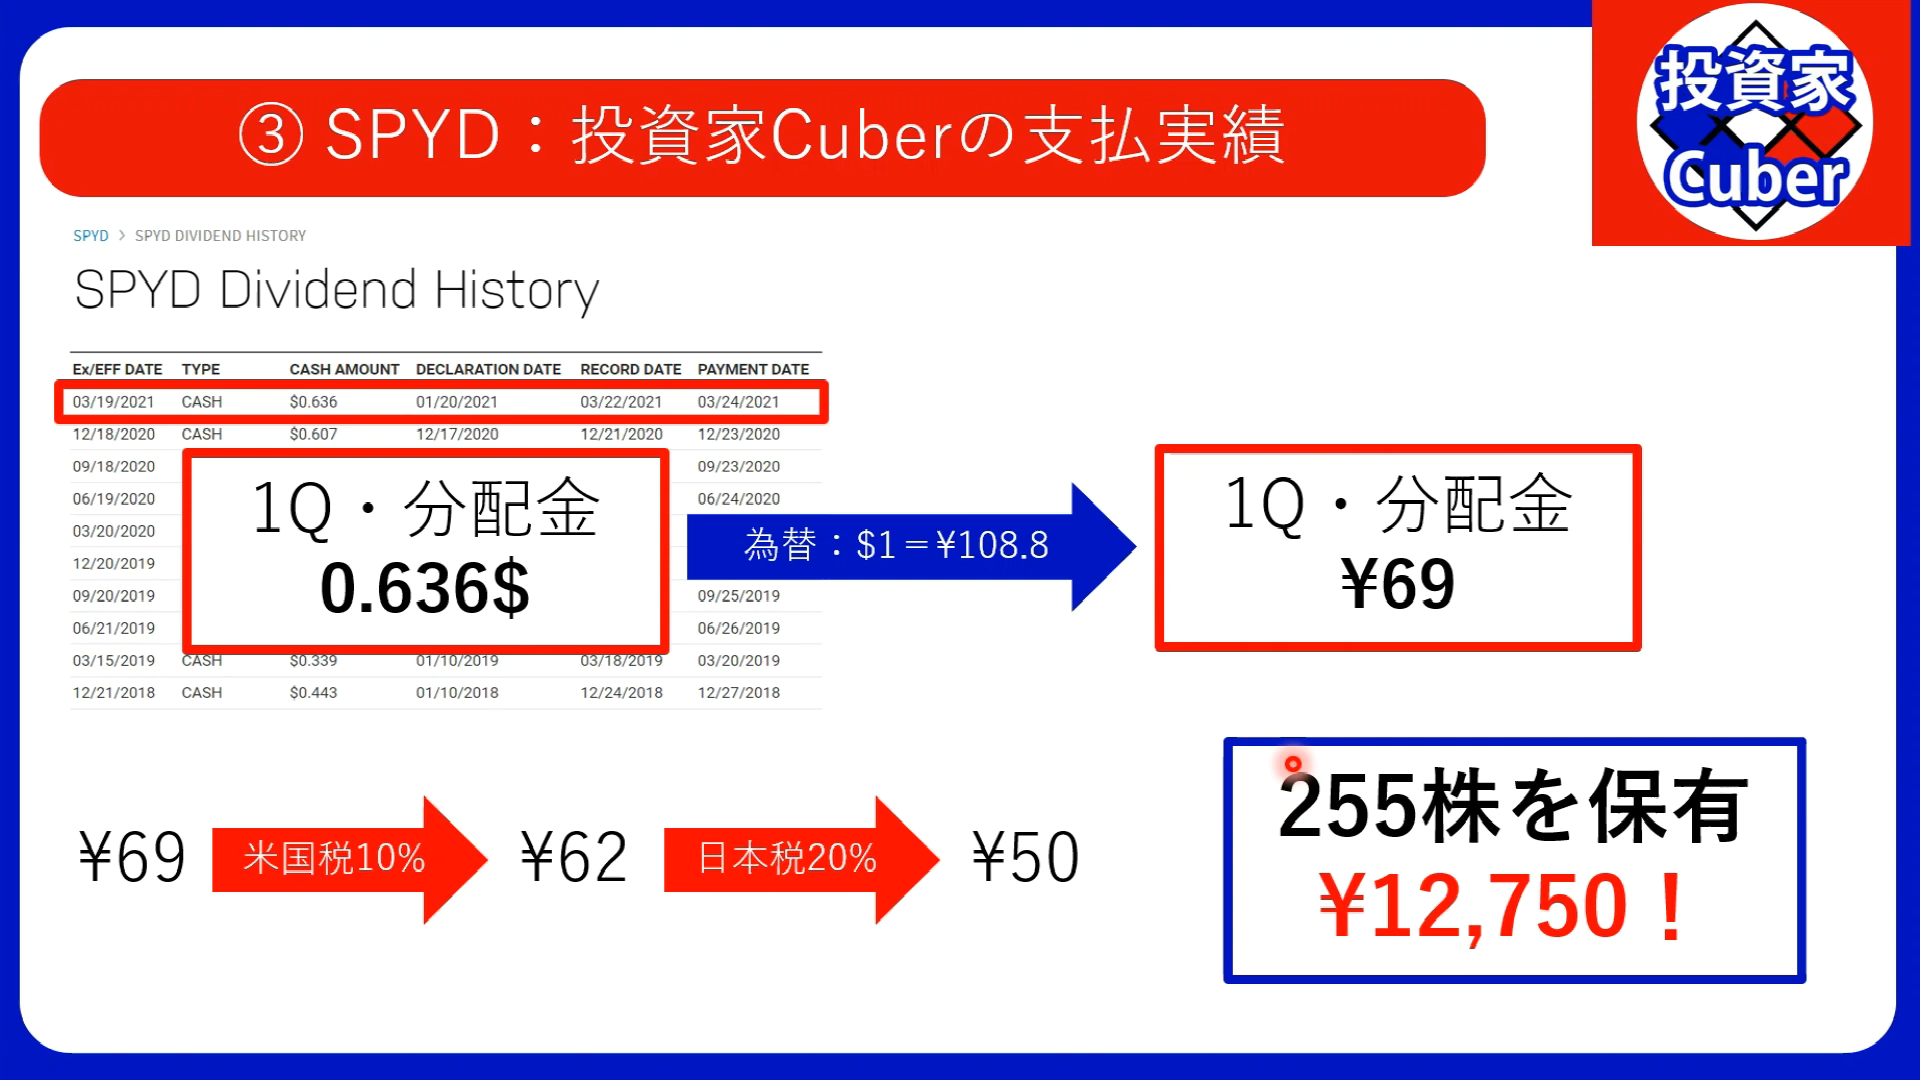 ③ SPYD：投資家Cuberの支払実績
投資家
Cuber
SPYD > SPYD DIVIDEND HISTORY
SPYD Dividend History
Ex/EFF DATE TYPE CASH AMOUNT DECLARATION DATE RECORD DATE PAYMENT DATE
03/19/2021 CASH $0.636 01/20/2021 03/22/2021 03/24/2021
12/18/2020 CASH $0.607 12/17/2020 12/21/2020 12/23/2020
09/18/2020 09/23/2020
06/19/2020 06/24/2020
03/20/2020
12/20/2019
09/20/2019 09/25/2019
06/21/2019 06/26/2019
03/15/2019 CASH $0.339 01/10/2019 03/18/2019 03/20/2019
12/21/2018 CASH $0.443 01/10/2018 12/24/2018 12/27/2018
1Q・分配金
0.636$
為替：$1＝¥108.8
1Q・分配金
¥69
¥69 米国税10% ¥62 日本税20% ¥50
255株を保有
¥12,750！